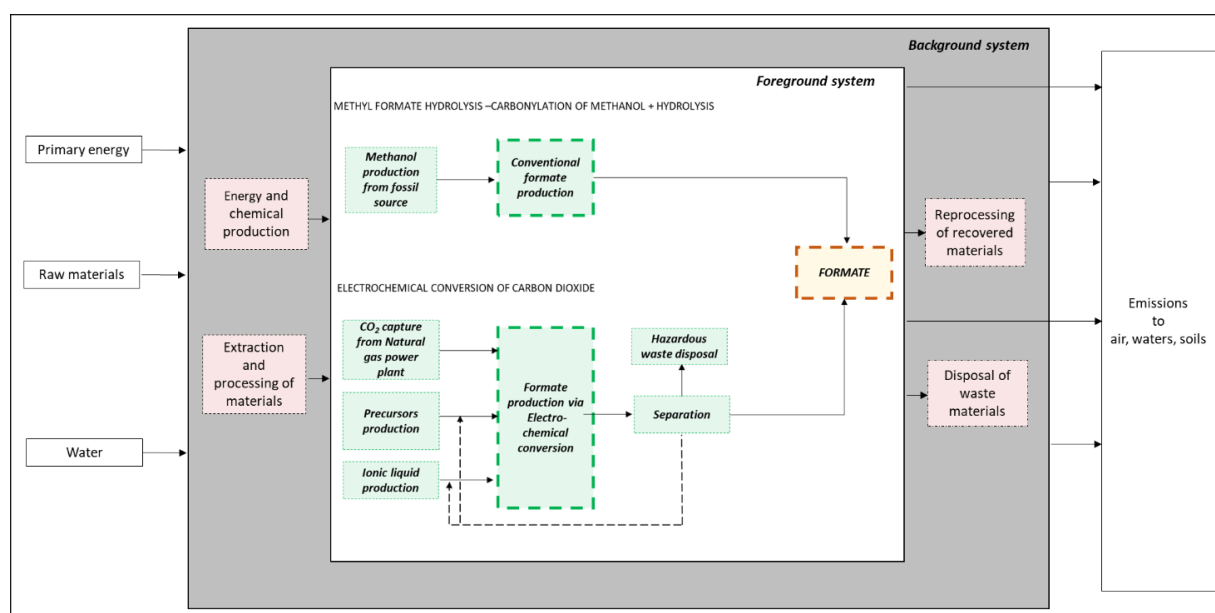 Background system
Foreground system
METHYL FORMATE HYDROLYSIS –CARBONYLATION OF METHANOL + HYDROLYSIS
Primary energy
Raw materials
Water
Energy and
chemical
production
Extraction
and
processing of
materials
Methanol
production
from fossil
source
Conventional
formate
production
FORMATE
ELECTROCHEMICAL CONVERSION OF CARBON DIOXIDE
CO₂ capture
from Natural
gas power
plant
Precursors
production
Ionic liquid
production
Formate
production via
Electro-
chemical
conversion
Hazardous
waste disposal
Separation
Reprocessing
of recovered
materials
Disposal of
waste
materials
Emissions
to
air, waters, soils